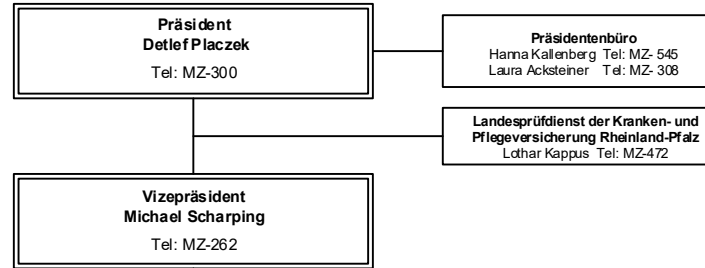 Präsident
Detlef Placzek
Tel: MZ-300
Präsidentenbüro
Hanna Kallenberg Tel: MZ- 545
Laura Acksteiner Tel: MZ- 308
Landesprüfdienst der Kranken- und
Pflegeversicherung Rheinland-Pfalz
Lothar Kappus Tel: MZ-472
Vizepräsident
Michael Scharping
Tel: MZ-262